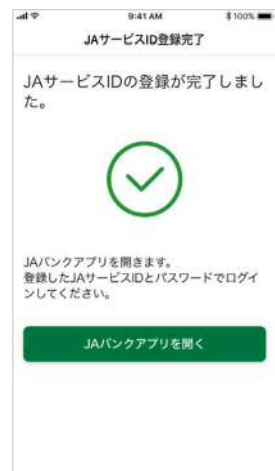 9:41 AM
100%
JAサービスID登録完了
JAサービスIDの登録が完了しまし
た。
JAバンクアプリを開きます。
登録したJAサービスIDとパスワードでログイ
ンしてください。
JAバンクアプリを開く